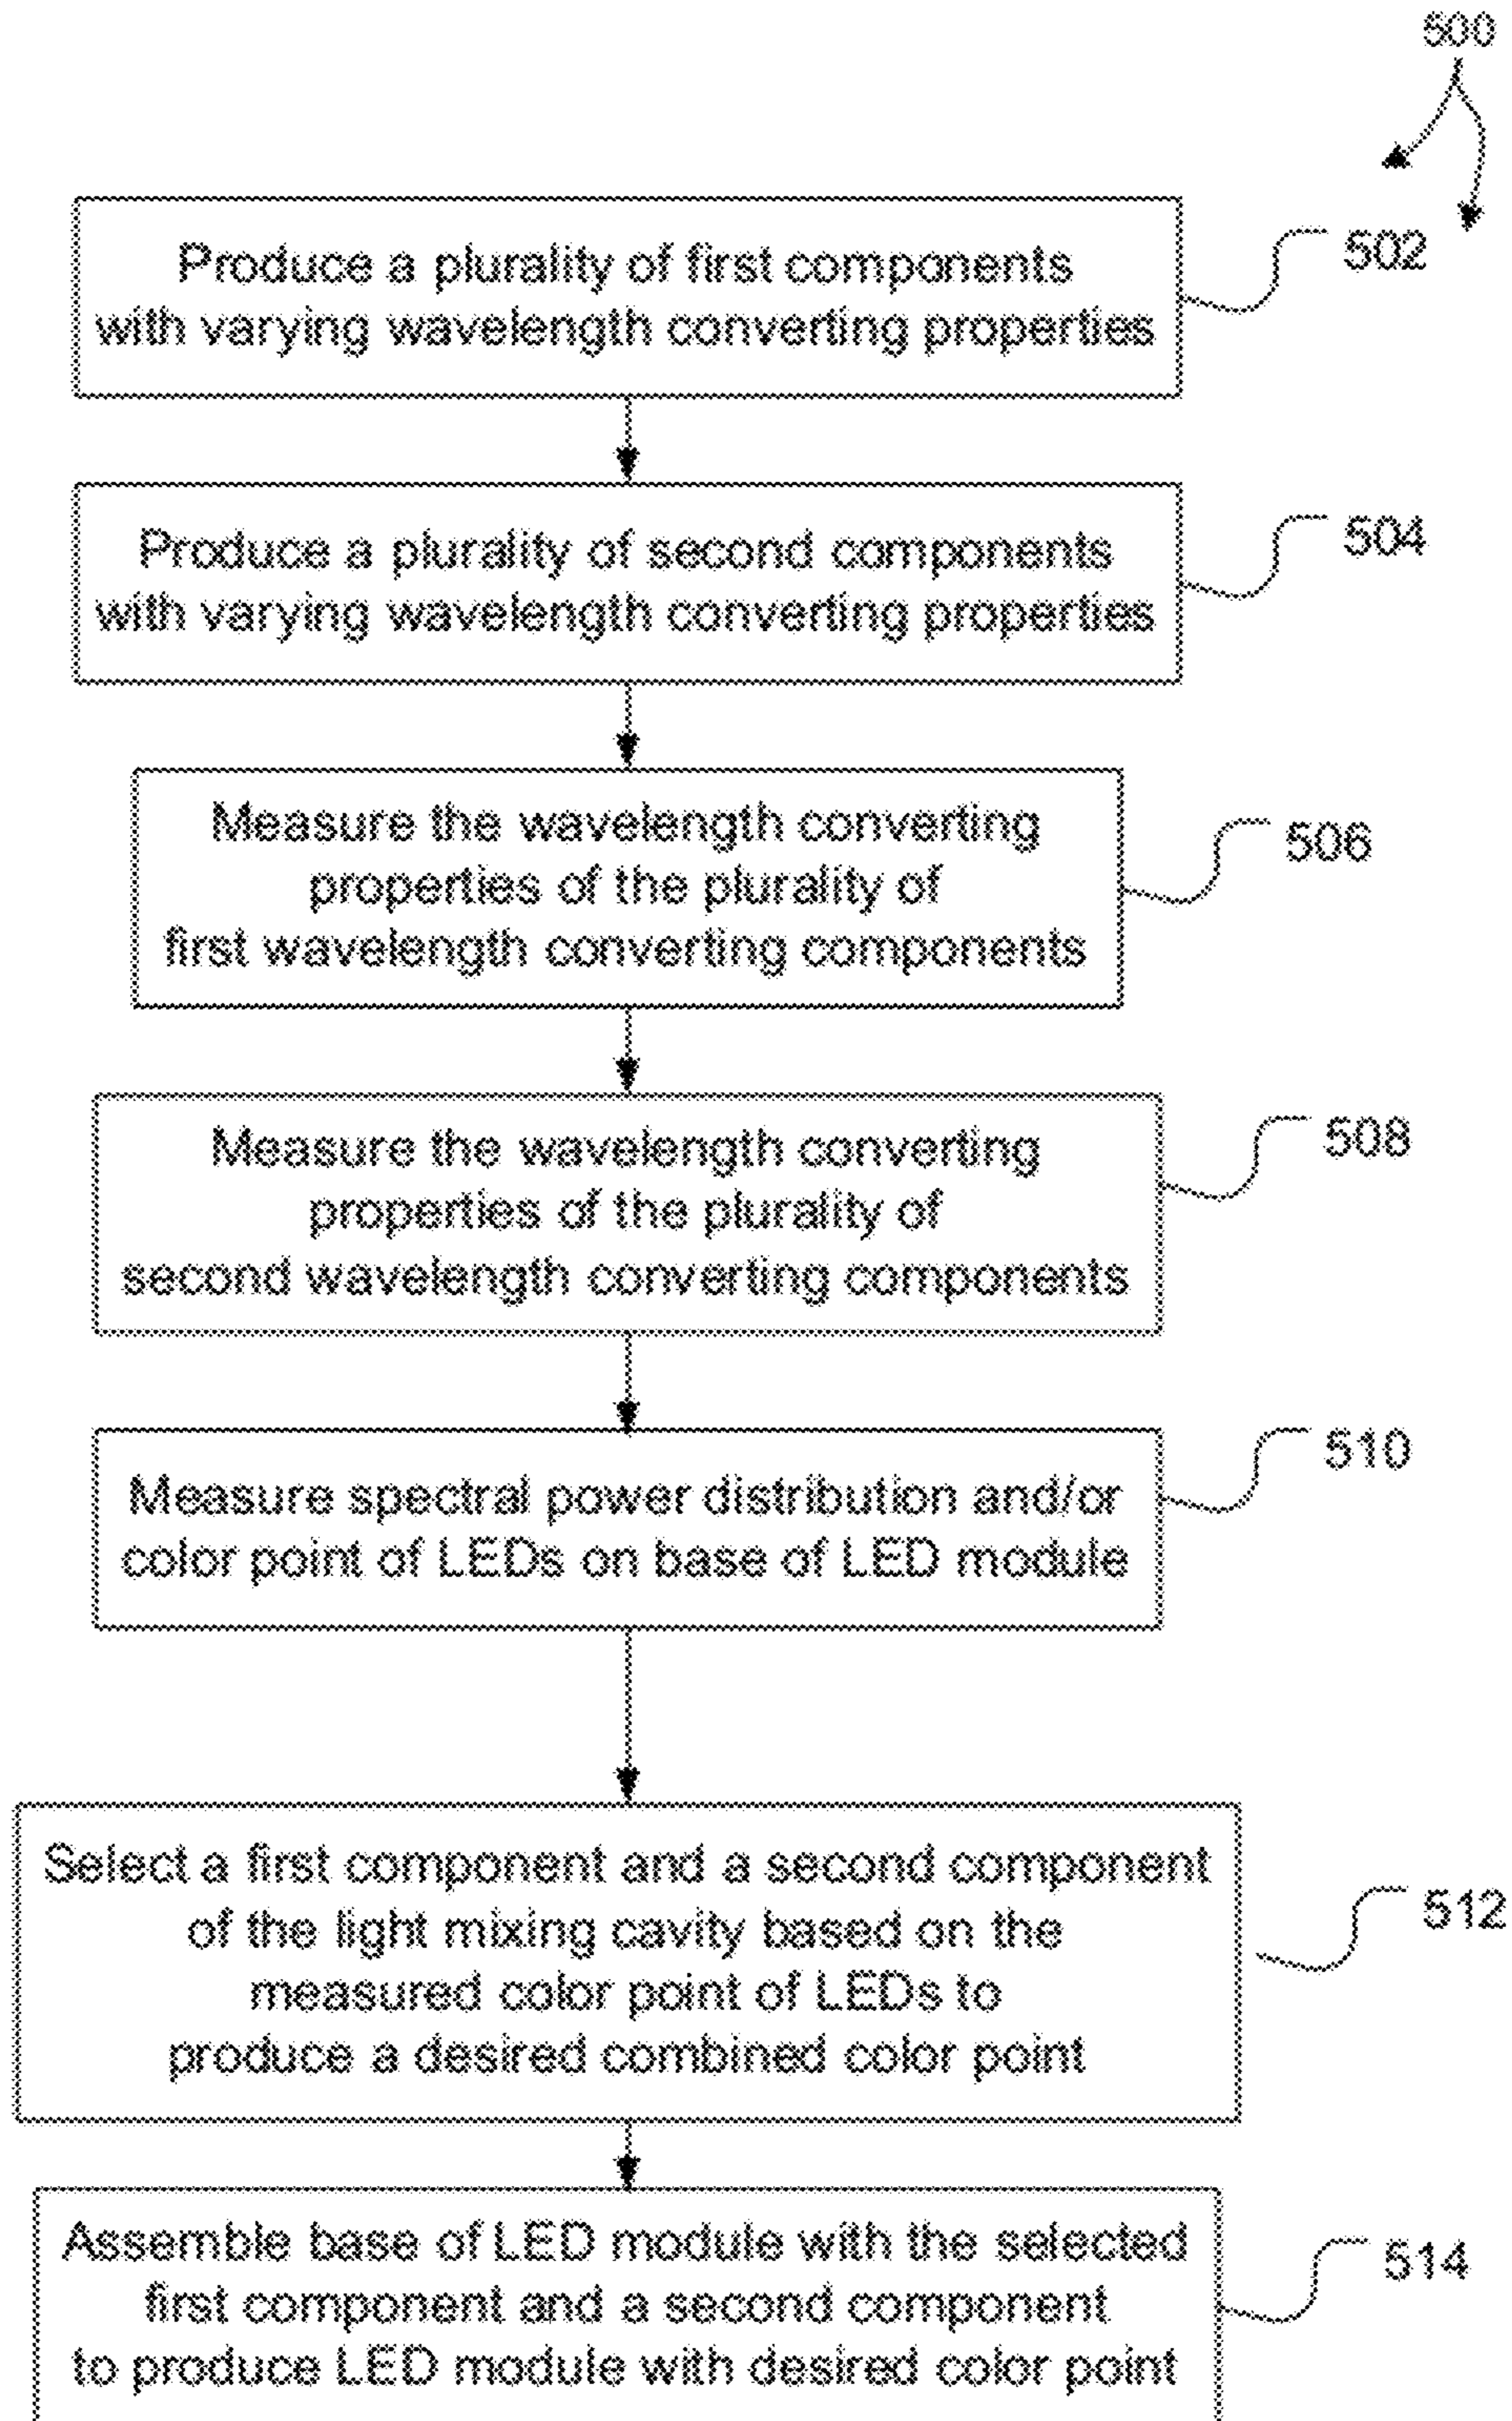 500
Produce a plurality of first components
with varying wavelength converting properties
502
Produce a plurality of second components
with varying wavelength converting properties
504
Measure the wavelength converting
properties of the plurality of
first wavelength converting components
506
Measure the wavelength converting
properties of the plurality of
second wavelength converting components
508
Measure spectral power distribution and/or
color point of LEDs on base of LED module
510
Select a first component and a second component
of the light mixing cavity based on the
measured color point of LEDs to
produce a desired combined color point
512
Assemble base of LED module with the selected
first component and a second component
to produce LED module with desired color point
514